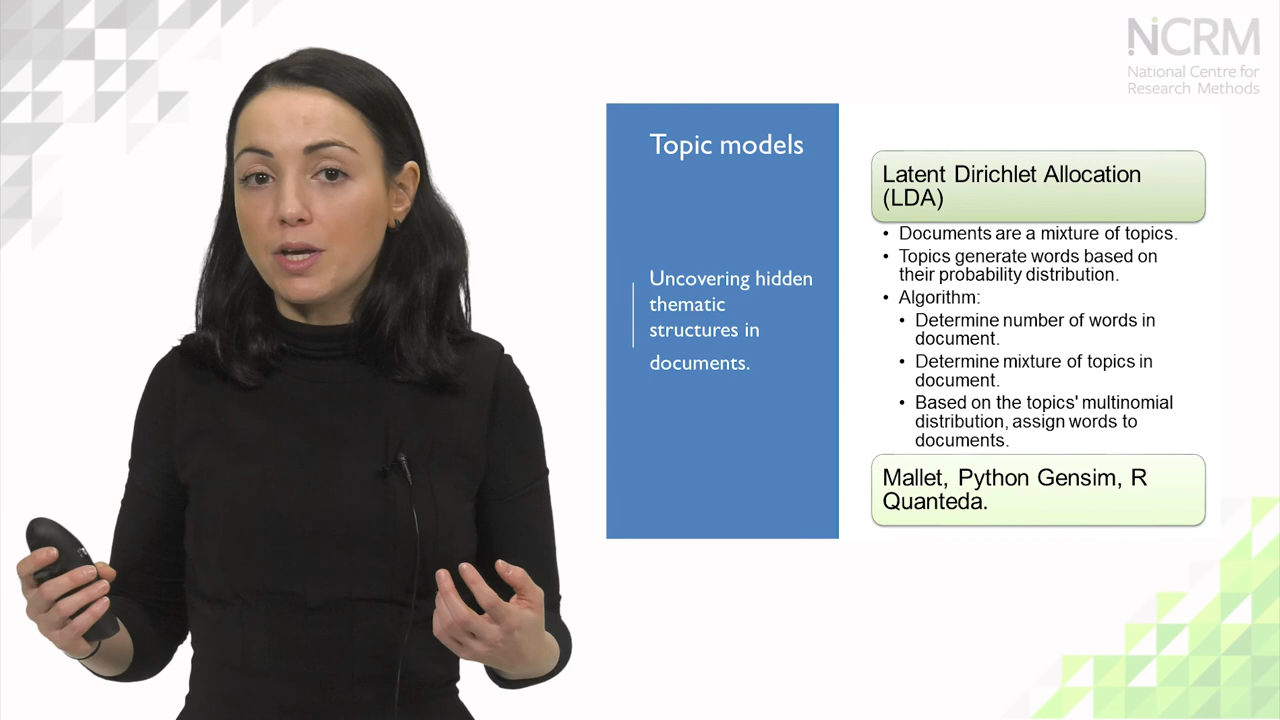 NCRM
National Centre for
Research Methods
Topic models
Uncovering hidden
thematic
structures in
documents.
Latent Dirichlet Allocation
(LDA)
• Documents are a mixture of topics.
• Topics generate words based on
their probability distribution.
• Algorithm:
• Determine number of words in
document.
• Determine mixture of topics in
document.
• Based on the topics' multinomial
distribution, assign words to
documents.
Mallet, Python Gensim, R
Quanteda.